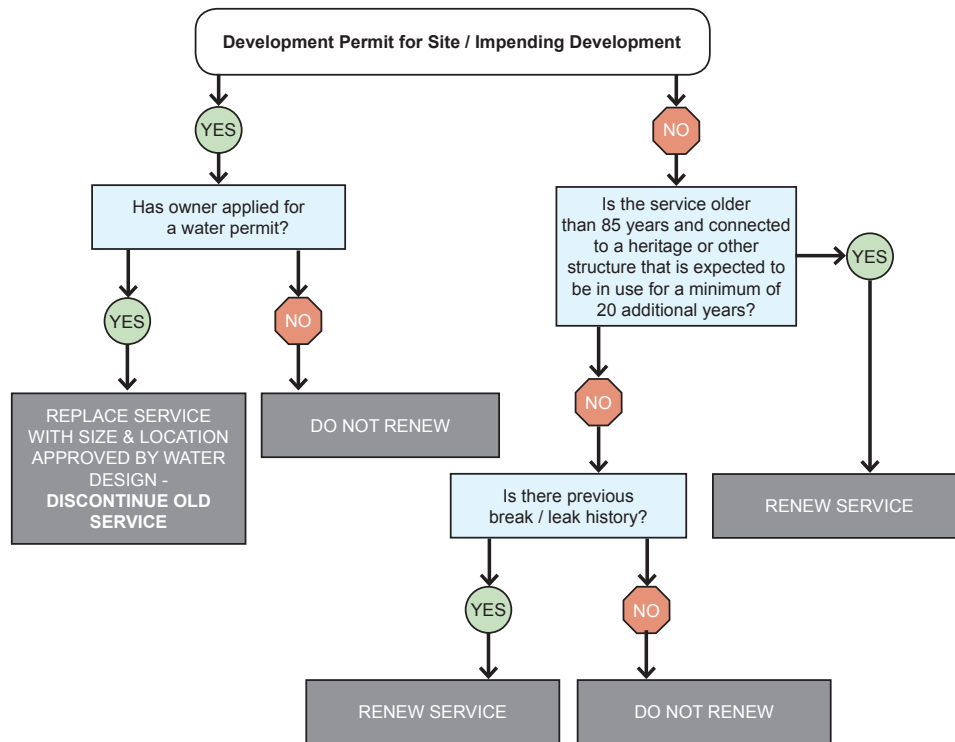 Development Permit for Site / Impending Development
YES
NO
Has owner applied for
a water permit?
Is the service older
than 85 years and connected
to a heritage or other
structure that is expected to
be in use for a minimum of
20 additional years?
YES
YES
NO
NO
REPLACE SERVICE
WITH SIZE & LOCATION
APPROVED BY WATER
DESIGN -
DISCONTINUE OLD
SERVICE
DO NOT RENEW
Is there previous
break / leak history?
RENEW SERVICE
YES
NO
RENEW SERVICE
DO NOT RENEW